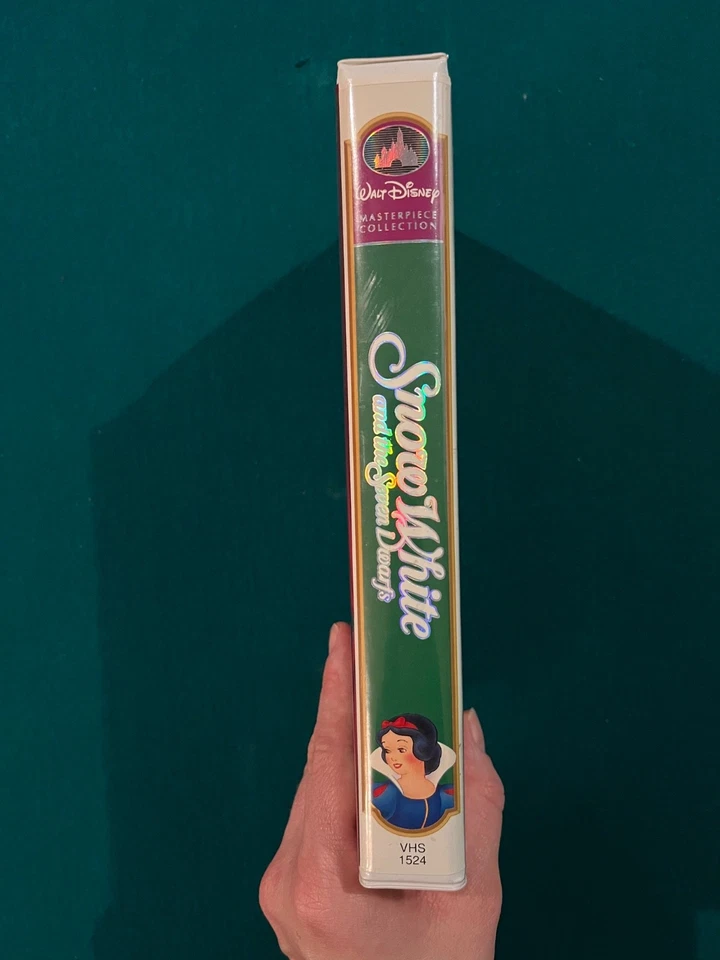 Walt Disney
MASTERPIECE
COLLECTION
Snow White
and the Seven Dwarfs
VHS
1524